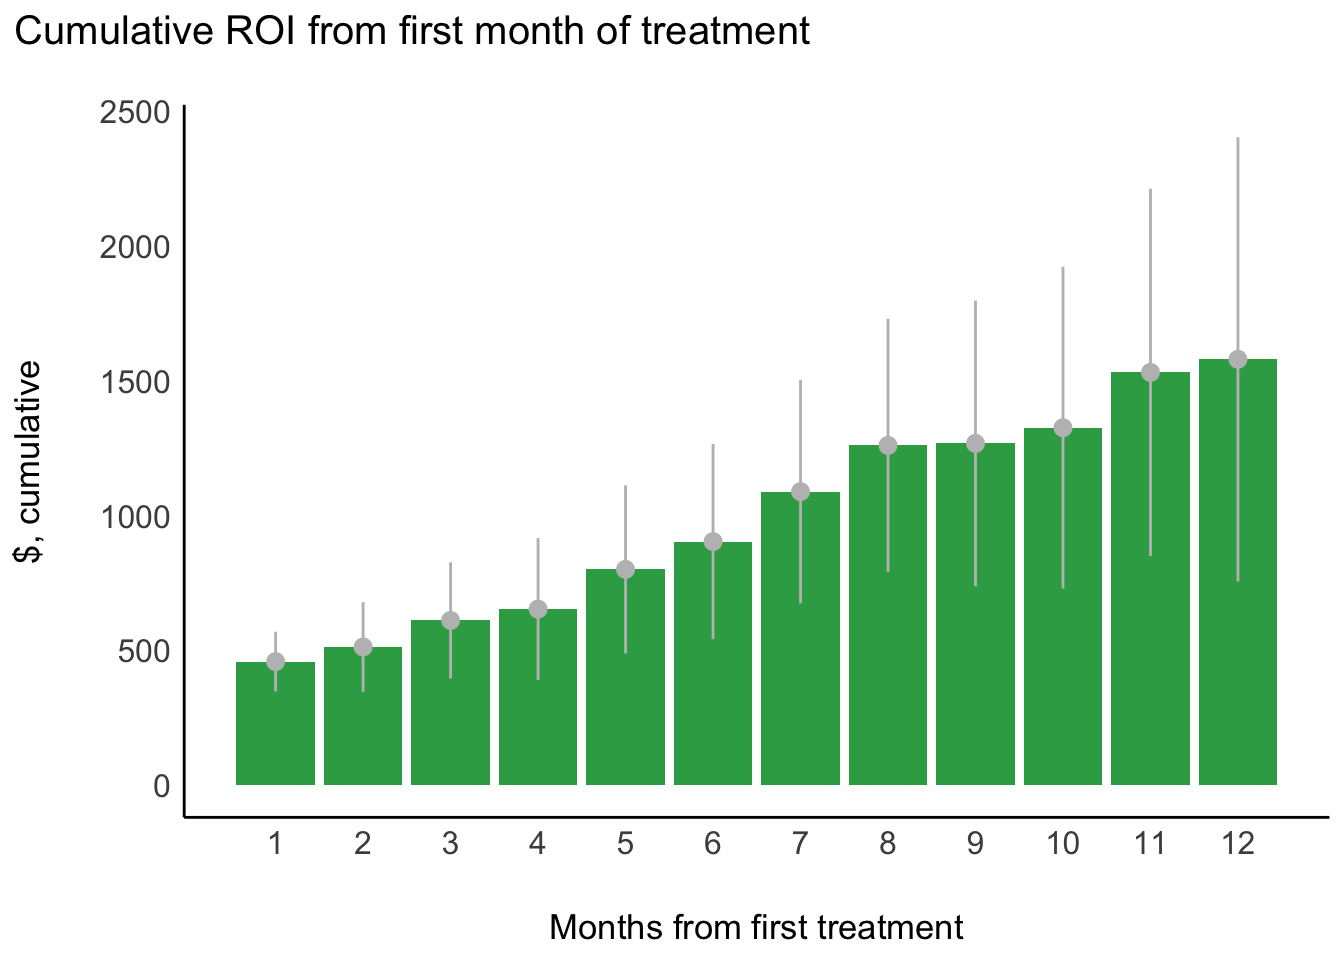 Cumulative ROI from first month of treatment
2500
2000
1500
1000
500
0
$, cumulative
1 2 3 4 5 6 7 8 9 10 11 12
Months from first treatment